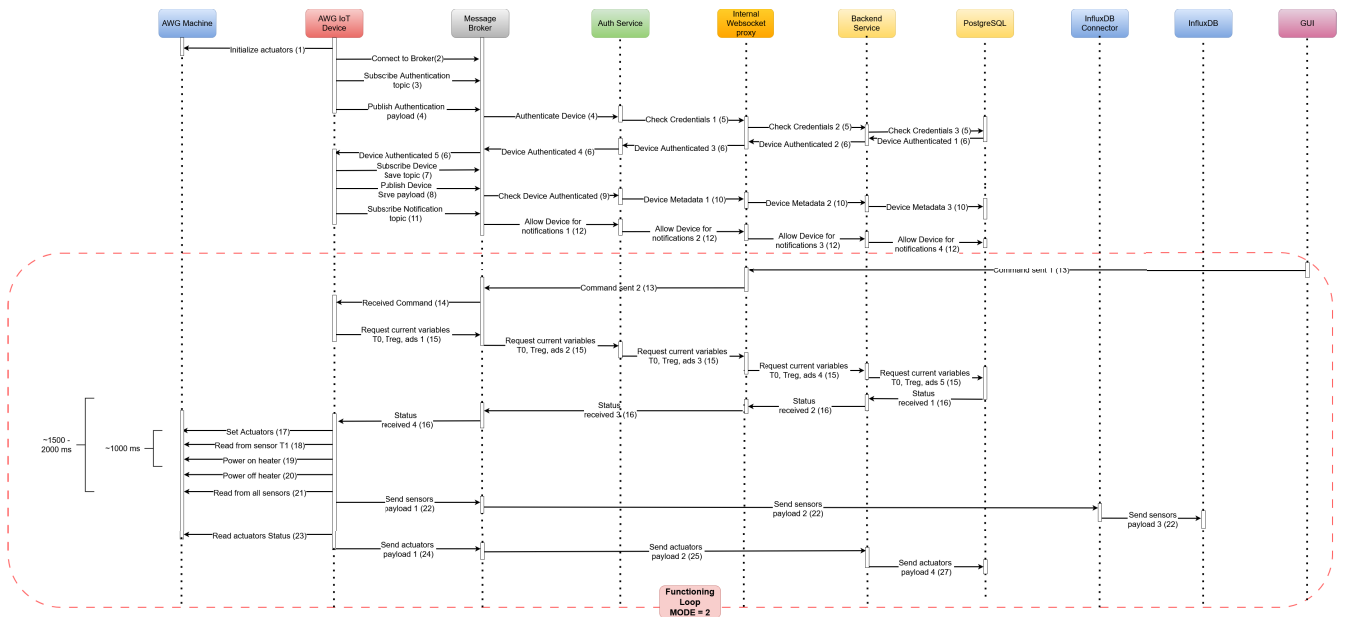 AWG Machine
AWG IoT
Device
Message
Broker
Auth Service
Internal
Websocket
proxy
Backend
Service
PostgreSQL
InfluxDB
Connector
InfluxDB
GUI
Initialize actuators (1)
Connect to Broker(2)
Subscribe Authentication
topic (3)
Publish Authentication
payload (4)
Authenticate Device (4)
Check Credentials 1 (5)
Check Credentials 2 (5)
Check Credentials 3 (5)
Device Authenticated 1 (6)
Device Authenticated 2 (6)
Device Authenticated 3 (6)
Device Authenticated 4 (6)
Device Authenticated 5 (6)
Subscribe Device
Save topic (7)
Publish Device
Save payload (8)
Check Device Authenticated (9)
Device Metadata 1 (10)
Device Metadata 2 (10)
Device Metadata 3 (10)
Subscribe Notification
topic (11)
Allow Device for
notifications 1 (12)
Allow Device for
notifications 2 (12)
Allow Device for
notifications 3 (12)
Allow Device for
notifications 4 (12)
Command sent 1 (13)
Command sent 2 (13)
Received Command (14)
Request current variables
T0, Treg, ads 1 (15)
Request current variables
T0, Treg, ads 2 (15)
Request current variables
T0, Treg, ads 3 (15)
Request current variables
T0, Treg, ads 4 (15)
Request current variables
T0, Treg, ads 5 (15)
Status
received 1 (16)
Status
received 2 (16)
Status
received 3 (16)
Status
received 4 (16)
~1500 -
2000 ms
~1000 ms
Set Actuators (17)
Read from sensor T1 (18)
Power on heater (19)
Power off heater (20)
Read from all sensors (21)
Send sensors
payload 1 (22)
Send sensors
payload 2 (22)
Send sensors
payload 3 (22)
Read actuators Status (23)
Send actuators
payload 1 (24)
Send actuators
payload 2 (25)
Send actuators
payload 4 (27)
Functioning
Loop
MODE = 2